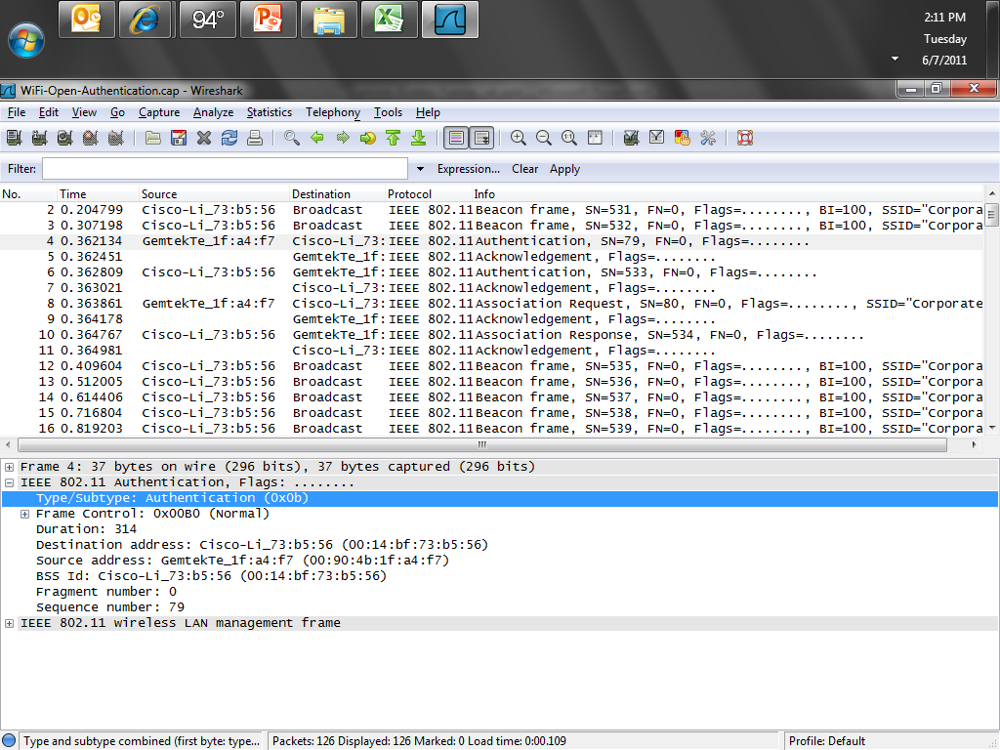 94°
2:11 PM
Tuesday
6/7/2011
WiFi-Open-Authentication.cap - Wireshark
File Edit View Go Capture Analyze Statistics Telephony Tools Help
Filter: Expression... Clear Apply
No. Time Source Destination Protocol Info
2 0.204799 Cisco-Li_73:b5:56 Broadcast IEEE 802.11 Beacon frame, SN=531, FN=0, Flags=........, BI=100, SSID="Corpora
3 0.307198 Cisco-Li_73:b5:56 Broadcast IEEE 802.11 Beacon frame, SN=532, FN=0, Flags=........, BI=100, SSID="Corpora
4 0.362134 GemtekTe_1f:a4:f7 Cisco-Li_73: IEEE 802.11 Authentication, SN=79, FN=0, Flags=........
5 0.362451 GemtekTe_1f: IEEE 802.11 Acknowledgement, Flags=........
6 0.362809 Cisco-Li_73:b5:56 GemtekTe_1f: IEEE 802.11 Authentication, SN=533, FN=0, Flags=........
7 0.363021 Cisco-Li_73: IEEE 802.11 Acknowledgement, Flags=........
8 0.363861 GemtekTe_1f:a4:f7 Cisco-Li_73: IEEE 802.11 Association Request, SN=80, FN=0, Flags=........, SSID="Corporate
9 0.364178 GemtekTe_1f: IEEE 802.11 Acknowledgement, Flags=........
10 0.364767 Cisco-Li_73:b5:56 GemtekTe_1f: IEEE 802.11 Association Response, SN=534, FN=0, Flags=........
11 0.364981 Cisco-Li_73: IEEE 802.11 Acknowledgement, Flags=........
12 0.409604 Cisco-Li_73:b5:56 Broadcast IEEE 802.11 Beacon frame, SN=535, FN=0, Flags=........, BI=100, SSID="Corpora
13 0.512005 Cisco-Li_73:b5:56 Broadcast IEEE 802.11 Beacon frame, SN=536, FN=0, Flags=........, BI=100, SSID="Corpora
14 0.614406 Cisco-Li_73:b5:56 Broadcast IEEE 802.11 Beacon frame, SN=537, FN=0, Flags=........, BI=100, SSID="Corpora
15 0.716804 Cisco-Li_73:b5:56 Broadcast IEEE 802.11 Beacon frame, SN=538, FN=0, Flags=........, BI=100, SSID="Corpora
16 0.819203 Cisco-Li_73:b5:56 Broadcast IEEE 802.11 Beacon frame, SN=539, FN=0, Flags=........, BI=100, SSID="Corpora
Frame 4: 37 bytes on wire (296 bits), 37 bytes captured (296 bits)
IEEE 802.11 Authentication, Flags: ........
Type/Subtype: Authentication (0x0b)
Frame Control: 0x00B0 (Normal)
Duration: 314
Destination address: Cisco-Li_73:b5:56 (00:14:bf:73:b5:56)
Source address: GemtekTe_1f:a4:f7 (00:90:4b:1f:a4:f7)
BSS Id: Cisco-Li_73:b5:56 (00:14:bf:73:b5:56)
Fragment number: 0
Sequence number: 79
IEEE 802.11 wireless LAN management frame
Type and subtype combined (first byte: type... Packets: 126 Displayed: 126 Marked: 0 Load time: 0:00.109 Profile: Default